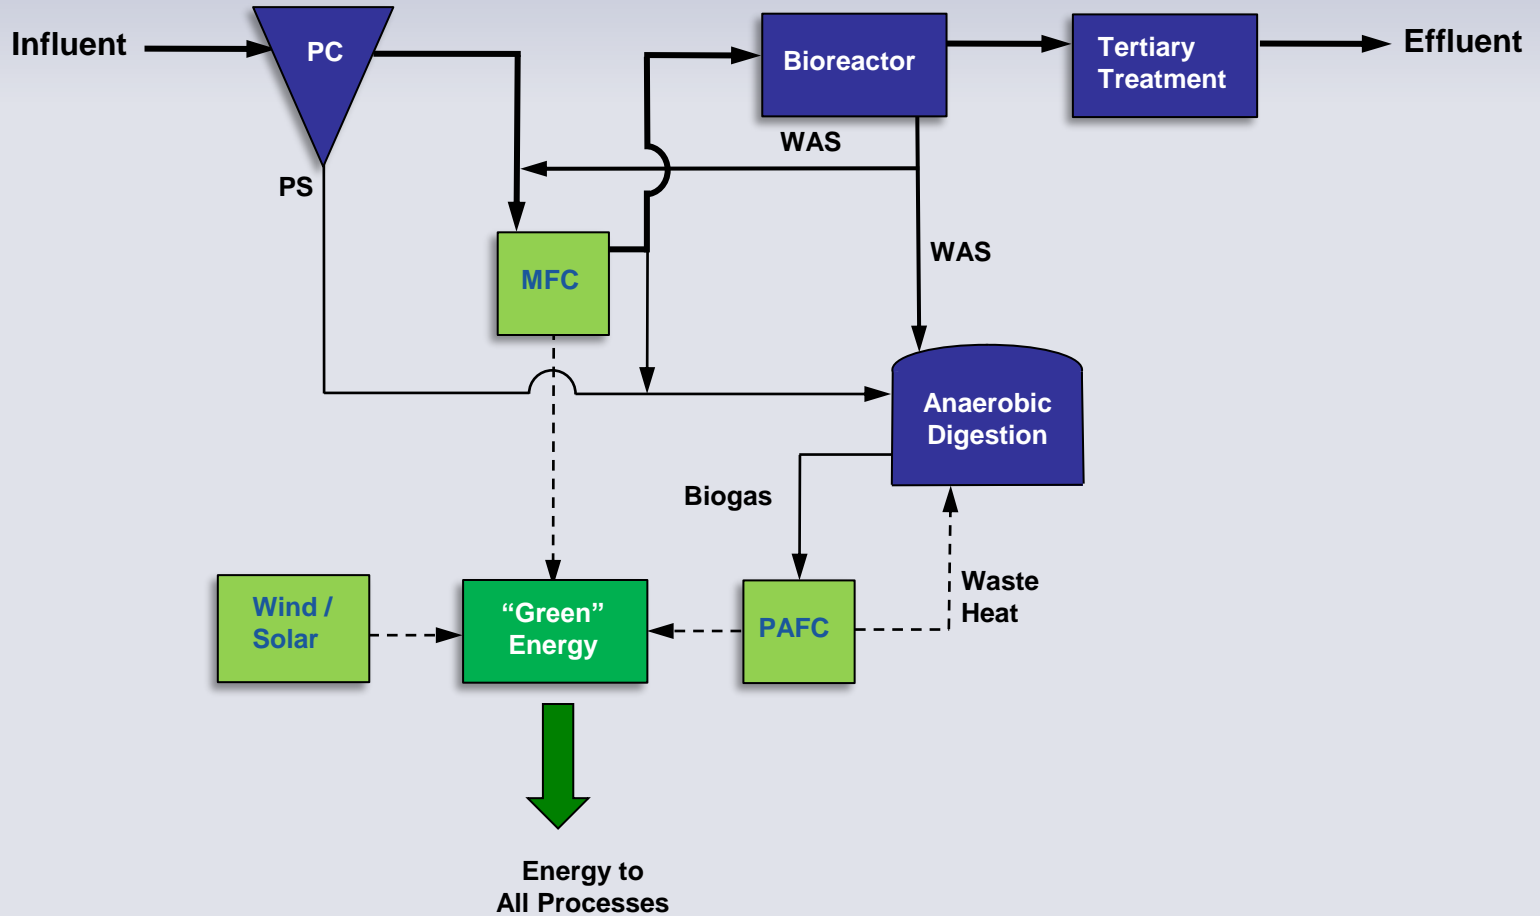 Influent
PC
Bioreactor
Tertiary
Treatment
Effluent
WAS
PS
WAS
MFC
Anaerobic
Digestion
Biogas
Waste
Heat
Wind /
Solar
“Green”
Energy
PAFC
Energy to
All Processes